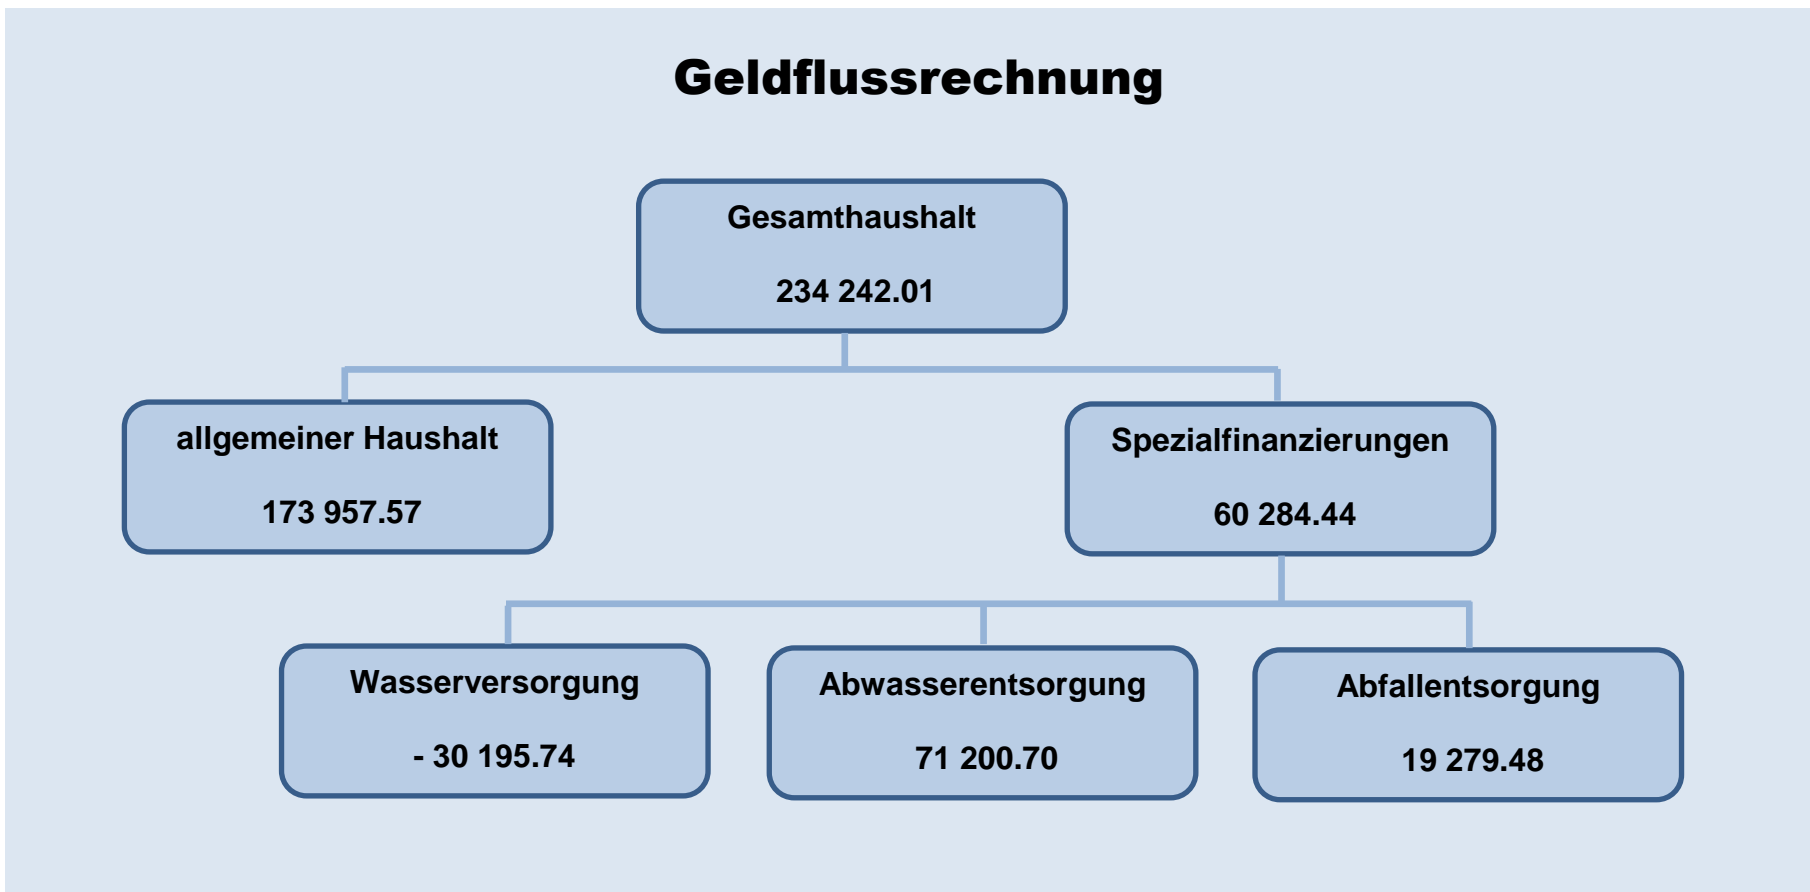 Geldflussrechnung
Gesamthaushalt
234 242.01
allgemeiner Haushalt
173 957.57
Spezialfinanzierungen
60 284.44
Wasserversorgung
- 30 195.74
Abwasserentsorgung
71 200.70
Abfallentsorgung
19 279.48